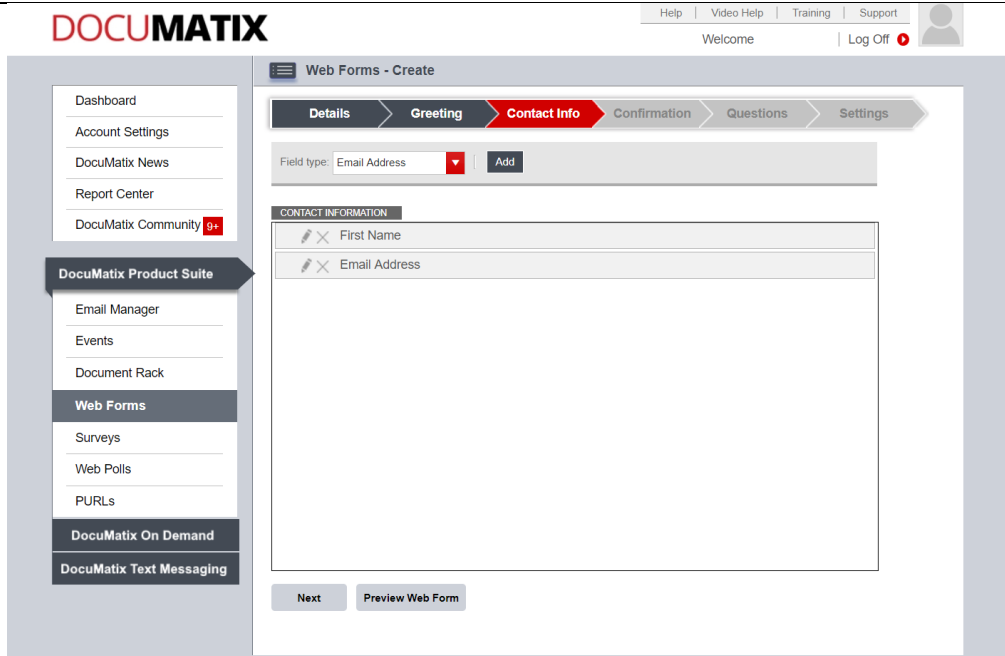 DOCUMATIX
Help | Video Help | Training | Support
Welcome | Log Off
Web Forms - Create
Dashboard
Account Settings
DocuMatix News
Report Center
DocuMatix Community 9+
DocuMatix Product Suite
Email Manager
Events
Document Rack
Web Forms
Surveys
Web Polls
PURLs
DocuMatix On Demand
DocuMatix Text Messaging
Details Greeting Contact Info Confirmation Questions Settings
Field type: Email Address | Add
CONTACT INFORMATION
First Name
Email Address
Next Preview Web Form